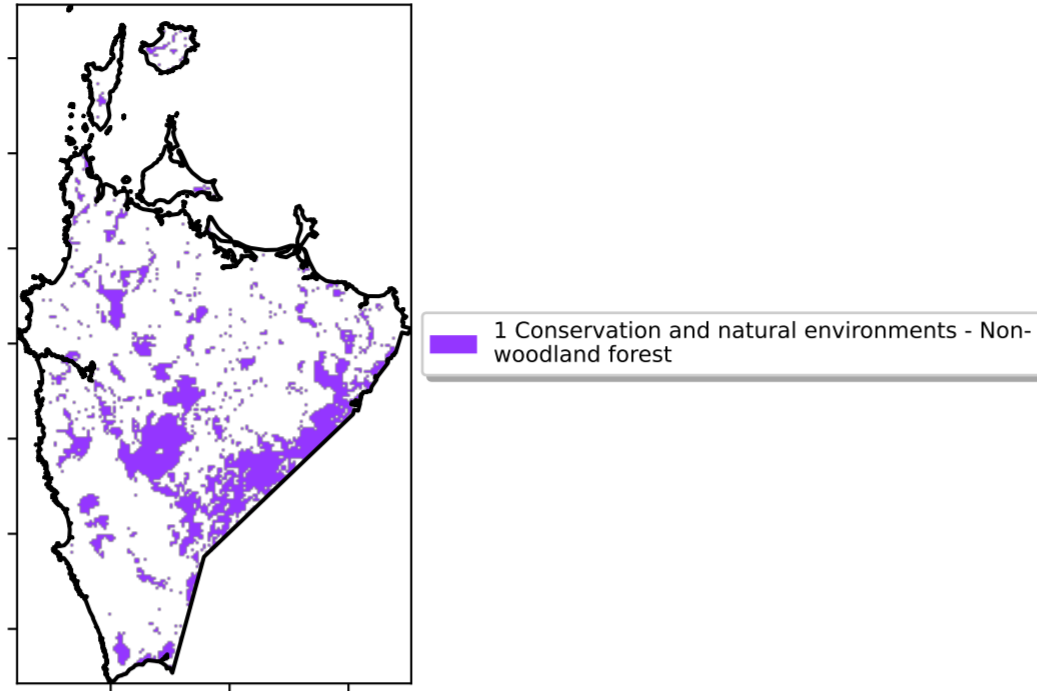 1 Conservation and natural environments - Non-
woodland forest